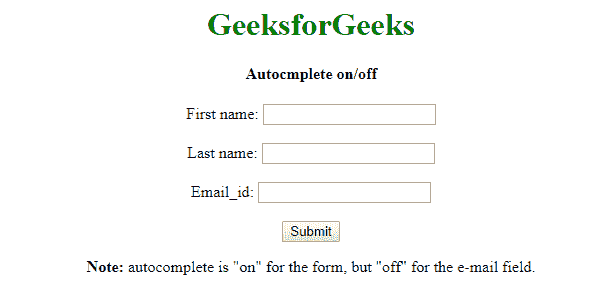 GeeksforGeeks
Autocmplete on/off
First name:
Last name:
Email_id:
Submit
Note: autocomplete is "on" for the form, but "off" for the e-mail field.